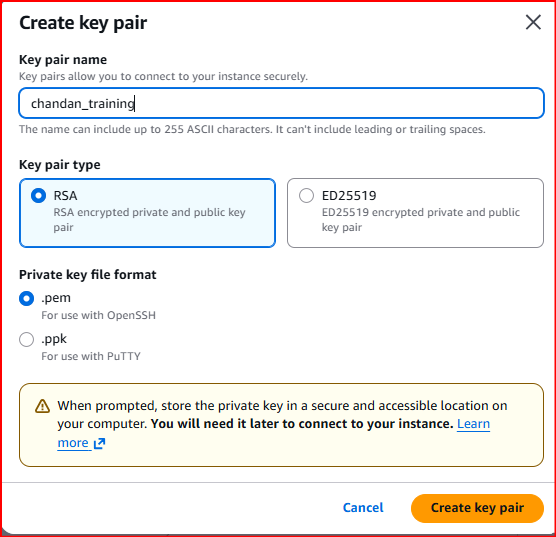 Create key pair
Key pair name
Key pairs allow you to connect to your instance securely.
chandan_training
The name can include up to 255 ASCII characters. It can't include leading or trailing spaces.
Key pair type
RSA
RSA encrypted private and public key
pair
ED25519
ED25519 encrypted private and public
key pair
Private key file format
.pem
For use with OpenSSH
.ppk
For use with PuTTY
When prompted, store the private key in a secure and accessible location on
your computer. You will need it later to connect to your instance. Learn
more
Cancel
Create key pair